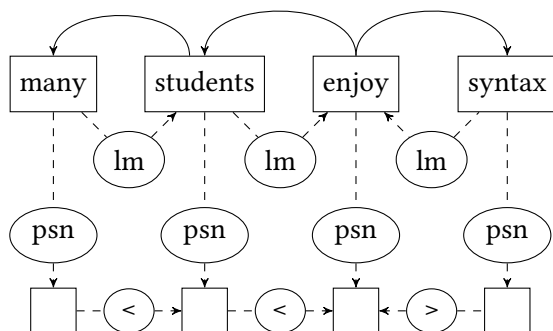 many students enjoy syntax
lm lm lm
psn psn psn psn
< < >